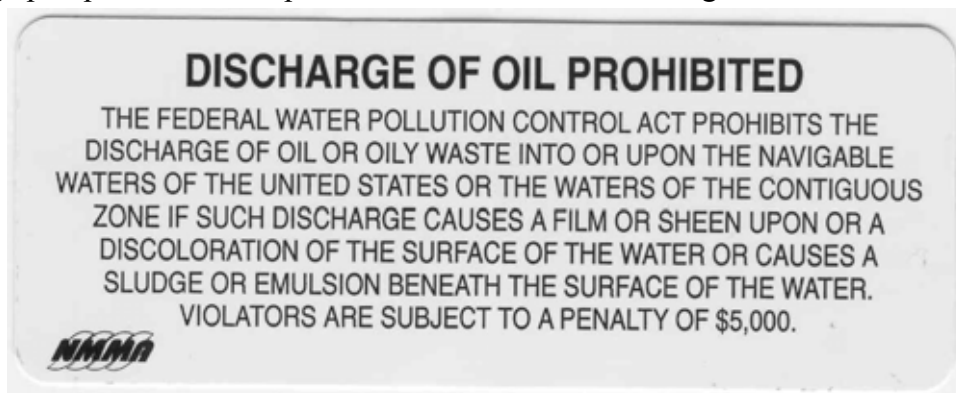 DISCHARGE OF OIL PROHIBITED
THE FEDERAL WATER POLLUTION CONTROL ACT PROHIBITS THE
DISCHARGE OF OIL OR OILY WASTE INTO OR UPON THE NAVIGABLE
WATERS OF THE UNITED STATES OR THE WATERS OF THE CONTIGUOUS
ZONE IF SUCH DISCHARGE CAUSES A FILM OR SHEEN UPON OR A
DISCOLORATION OF THE SURFACE OF THE WATER OR CAUSES A
SLUDGE OR EMULSION BENEATH THE SURFACE OF THE WATER.
VIOLATORS ARE SUBJECT TO A PENALTY OF $5,000.
NMMA